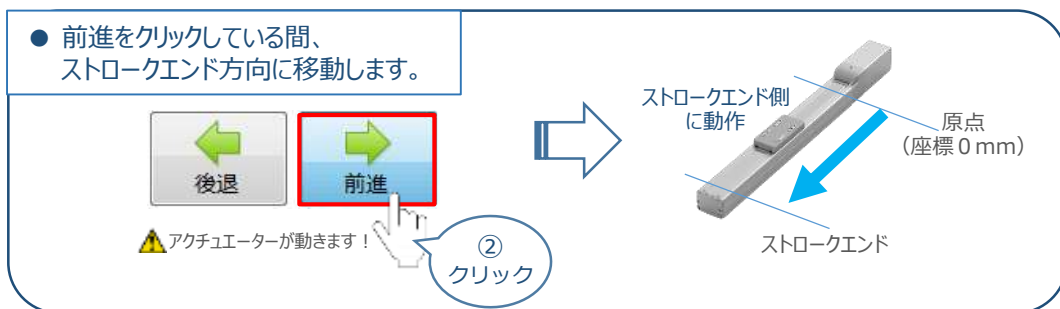 ● 前進をクリックしている間、
ストロークエンド方向に移動します。
後退
前進
アクチュエーターが動きます！
②
クリック
ストロークエンド側
に動作
原点
（座標０mm）
ストロークエンド